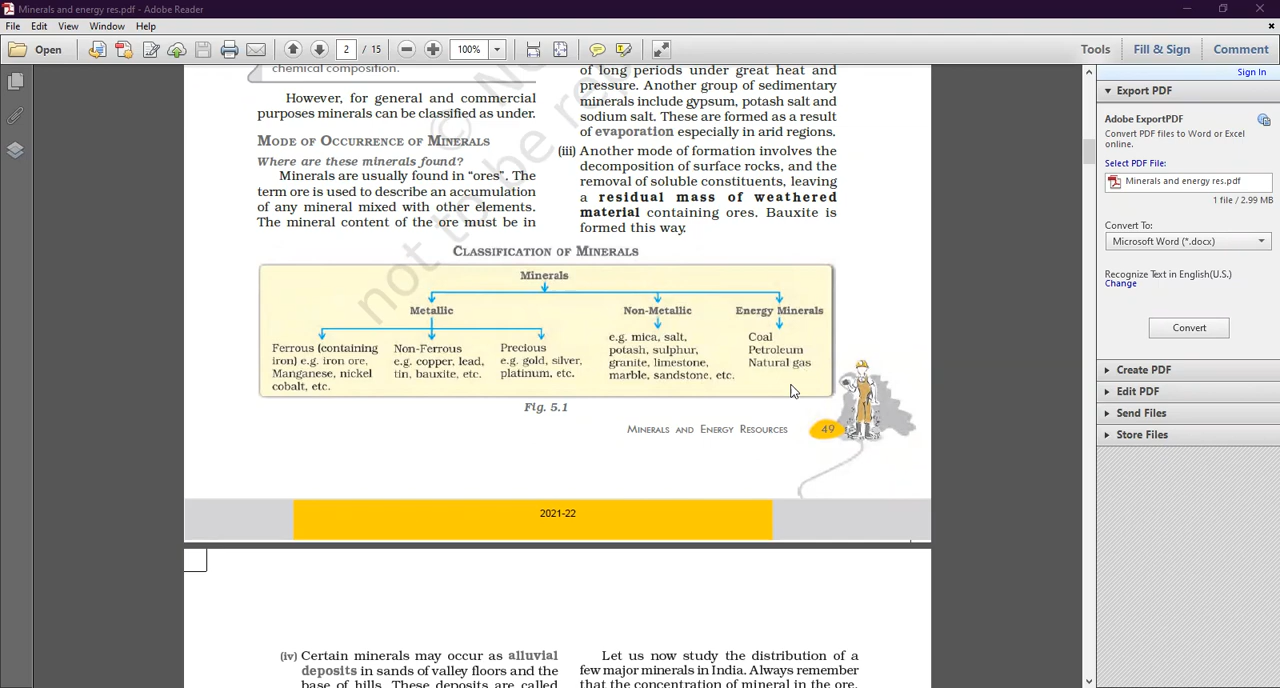 Minerals and energy res.pdf - Adobe Reader
File Edit View Window Help
Open 2 / 15 100% Tools Fill & Sign Comment
Sign In
chemical composition.
However, for general and commercial
purposes minerals can be classified as under.
MODE OF OCCURRENCE OF MINERALS
Where are these minerals found?
Minerals are usually found in “ores”. The
term ore is used to describe an accumulation
of any mineral mixed with other elements.
The mineral content of the ore must be in
of long periods under great heat and
pressure. Another group of sedimentary
minerals include gypsum, potash salt and
sodium salt. These are formed as a result
of evaporation especially in arid regions.
(iii) Another mode of formation involves the
decomposition of surface rocks, and the
removal of soluble constituents, leaving
a residual mass of weathered
material containing ores. Bauxite is
formed this way.
CLASSIFICATION OF MINERALS
Minerals
Metallic
Non-Metallic
Energy Minerals
Ferrous (containing
iron) e.g. iron ore,
Manganese, nickel
cobalt, etc.
Non-Ferrous
e.g. copper, lead,
tin, bauxite, etc.
Precious
e.g. gold, silver,
platinum, etc.
e.g. mica, salt,
potash, sulphur,
granite, limestone,
marble, sandstone, etc.
Coal
Petroleum
Natural gas
Fig. 5.1
MINERALS AND ENERGY RESOURCES 49
2021-22
(iv) Certain minerals may occur as alluvial
deposits in sands of valley floors and the
base of hills. These deposits are called
Let us now study the distribution of a
few major minerals in India. Always remember
that the concentration of mineral in the ore,
© No
not to be re
Export PDF
Adobe ExportPDF
Convert PDF files to Word or Excel
online.
Select PDF File:
Minerals and energy res.pdf
1 file / 2.99 MB
Convert To:
Microsoft Word (*.docx)
Recognize Text in English(U.S.)
Change
Convert
Create PDF
Edit PDF
Send Files
Store Files